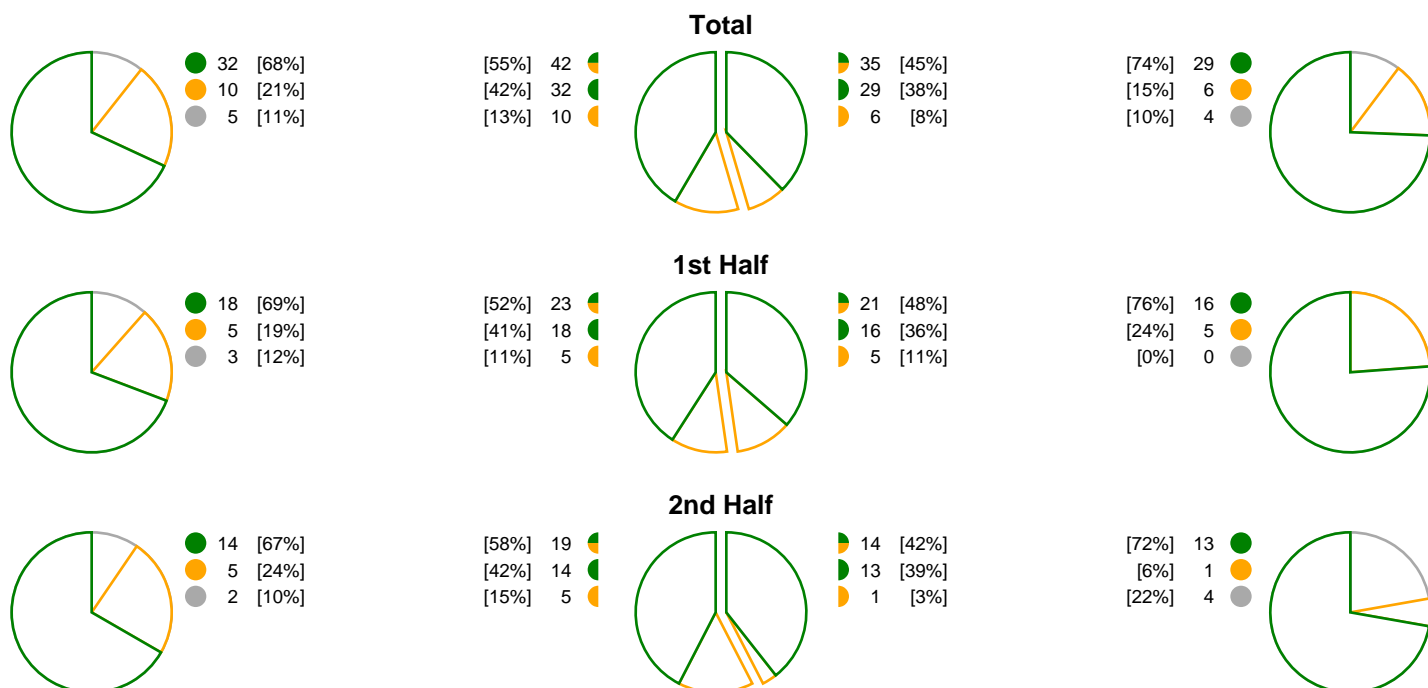 Total
32 [68%] [55%] 42 35 [45%] [74%] 29
10 [21%] [42%] 32 29 [38%] [15%] 6
5 [11%] [13%] 10 6 [8%] [10%] 4
1st Half
18 [69%] [52%] 23 21 [48%] [76%] 16
5 [19%] [41%] 18 16 [36%] [24%] 5
3 [12%] [11%] 5 5 [11%] [0%] 0
2nd Half
14 [67%] [58%] 19 14 [42%] [72%] 13
5 [24%] [42%] 14 13 [39%] [6%] 1
2 [10%] [15%] 5 1 [3%] [22%] 4